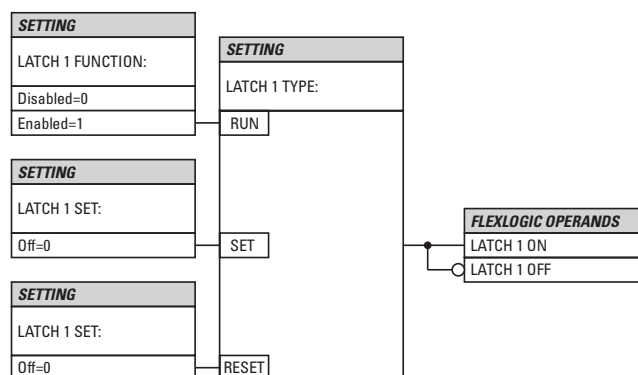 SETTING
LATCH 1 FUNCTION:
Disabled=0
Enabled=1
SETTING
LATCH 1 TYPE:
RUN
SETTING
LATCH 1 SET:
Off=0
SET
SETTING
LATCH 1 SET:
Off=0
RESET
FLEXLOGIC OPERANDS
LATCH 1 ON
LATCH 1 OFF